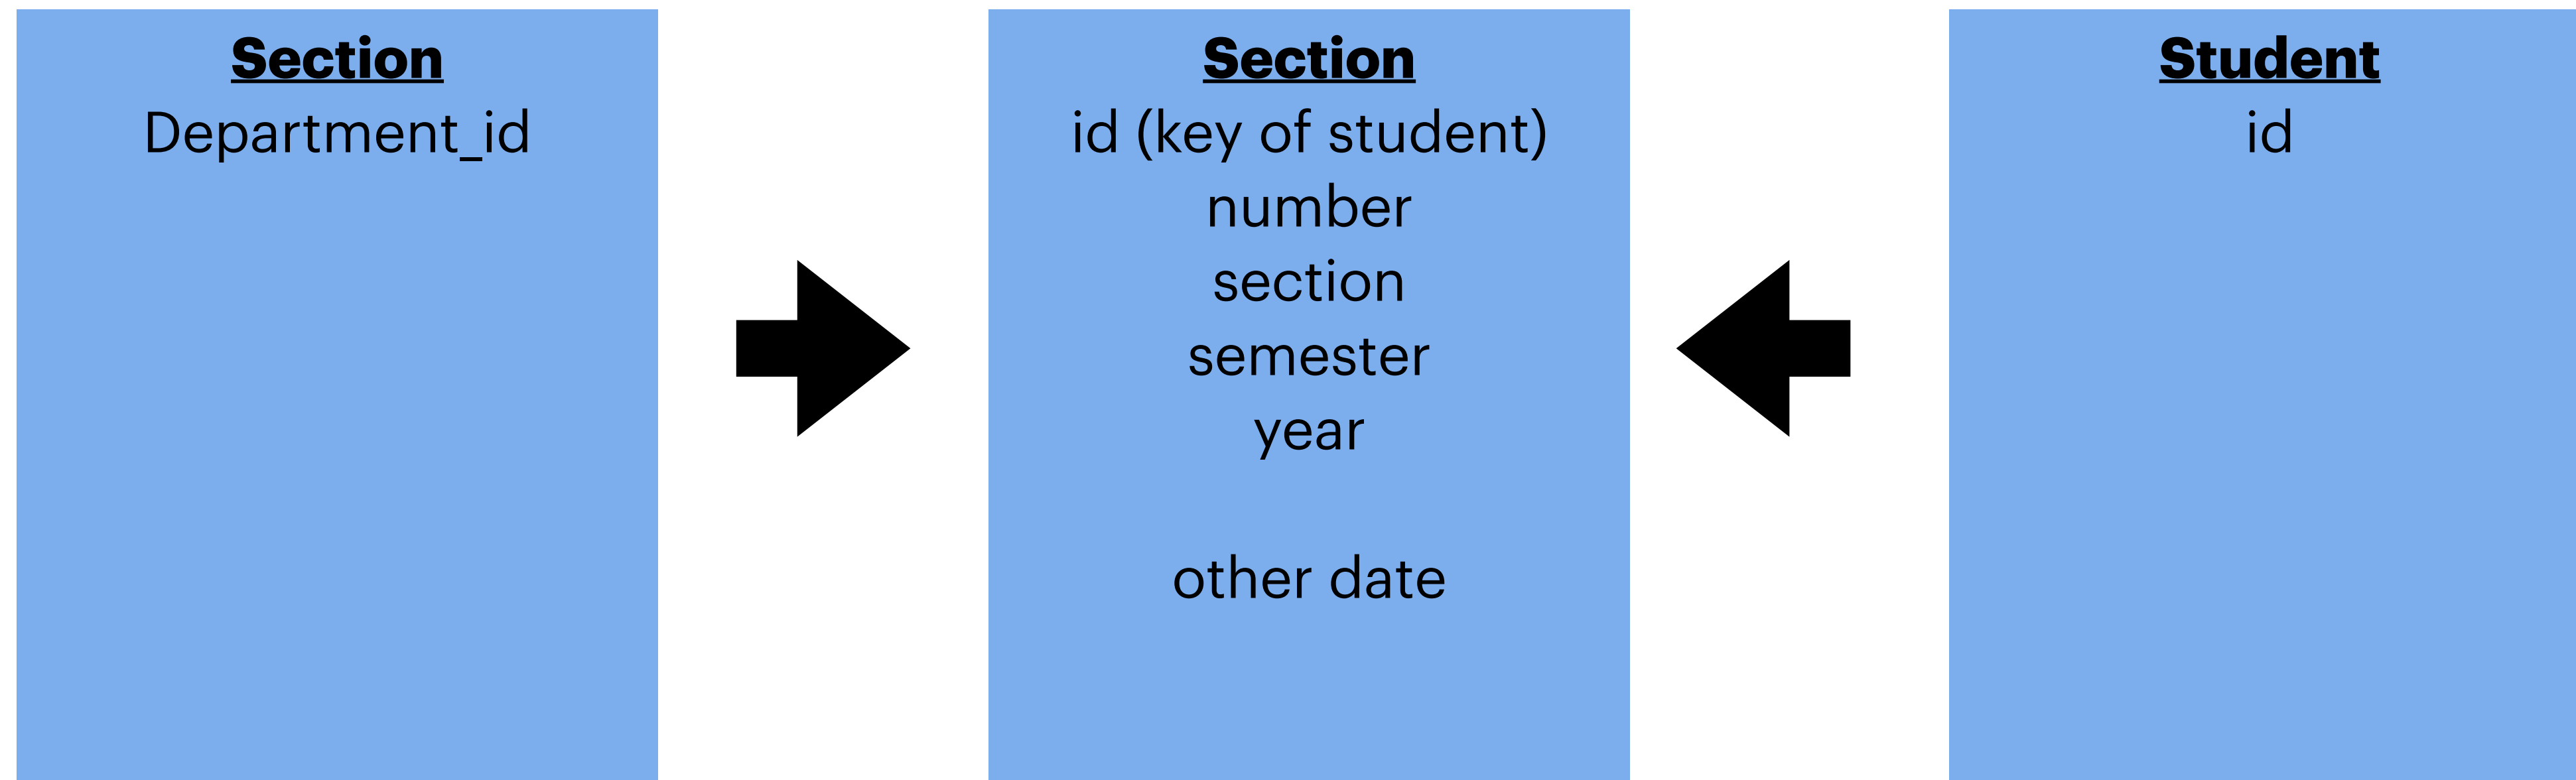 Section
Department_id
Section
id (key of student)
number
section
semester
year
other date
Student
id